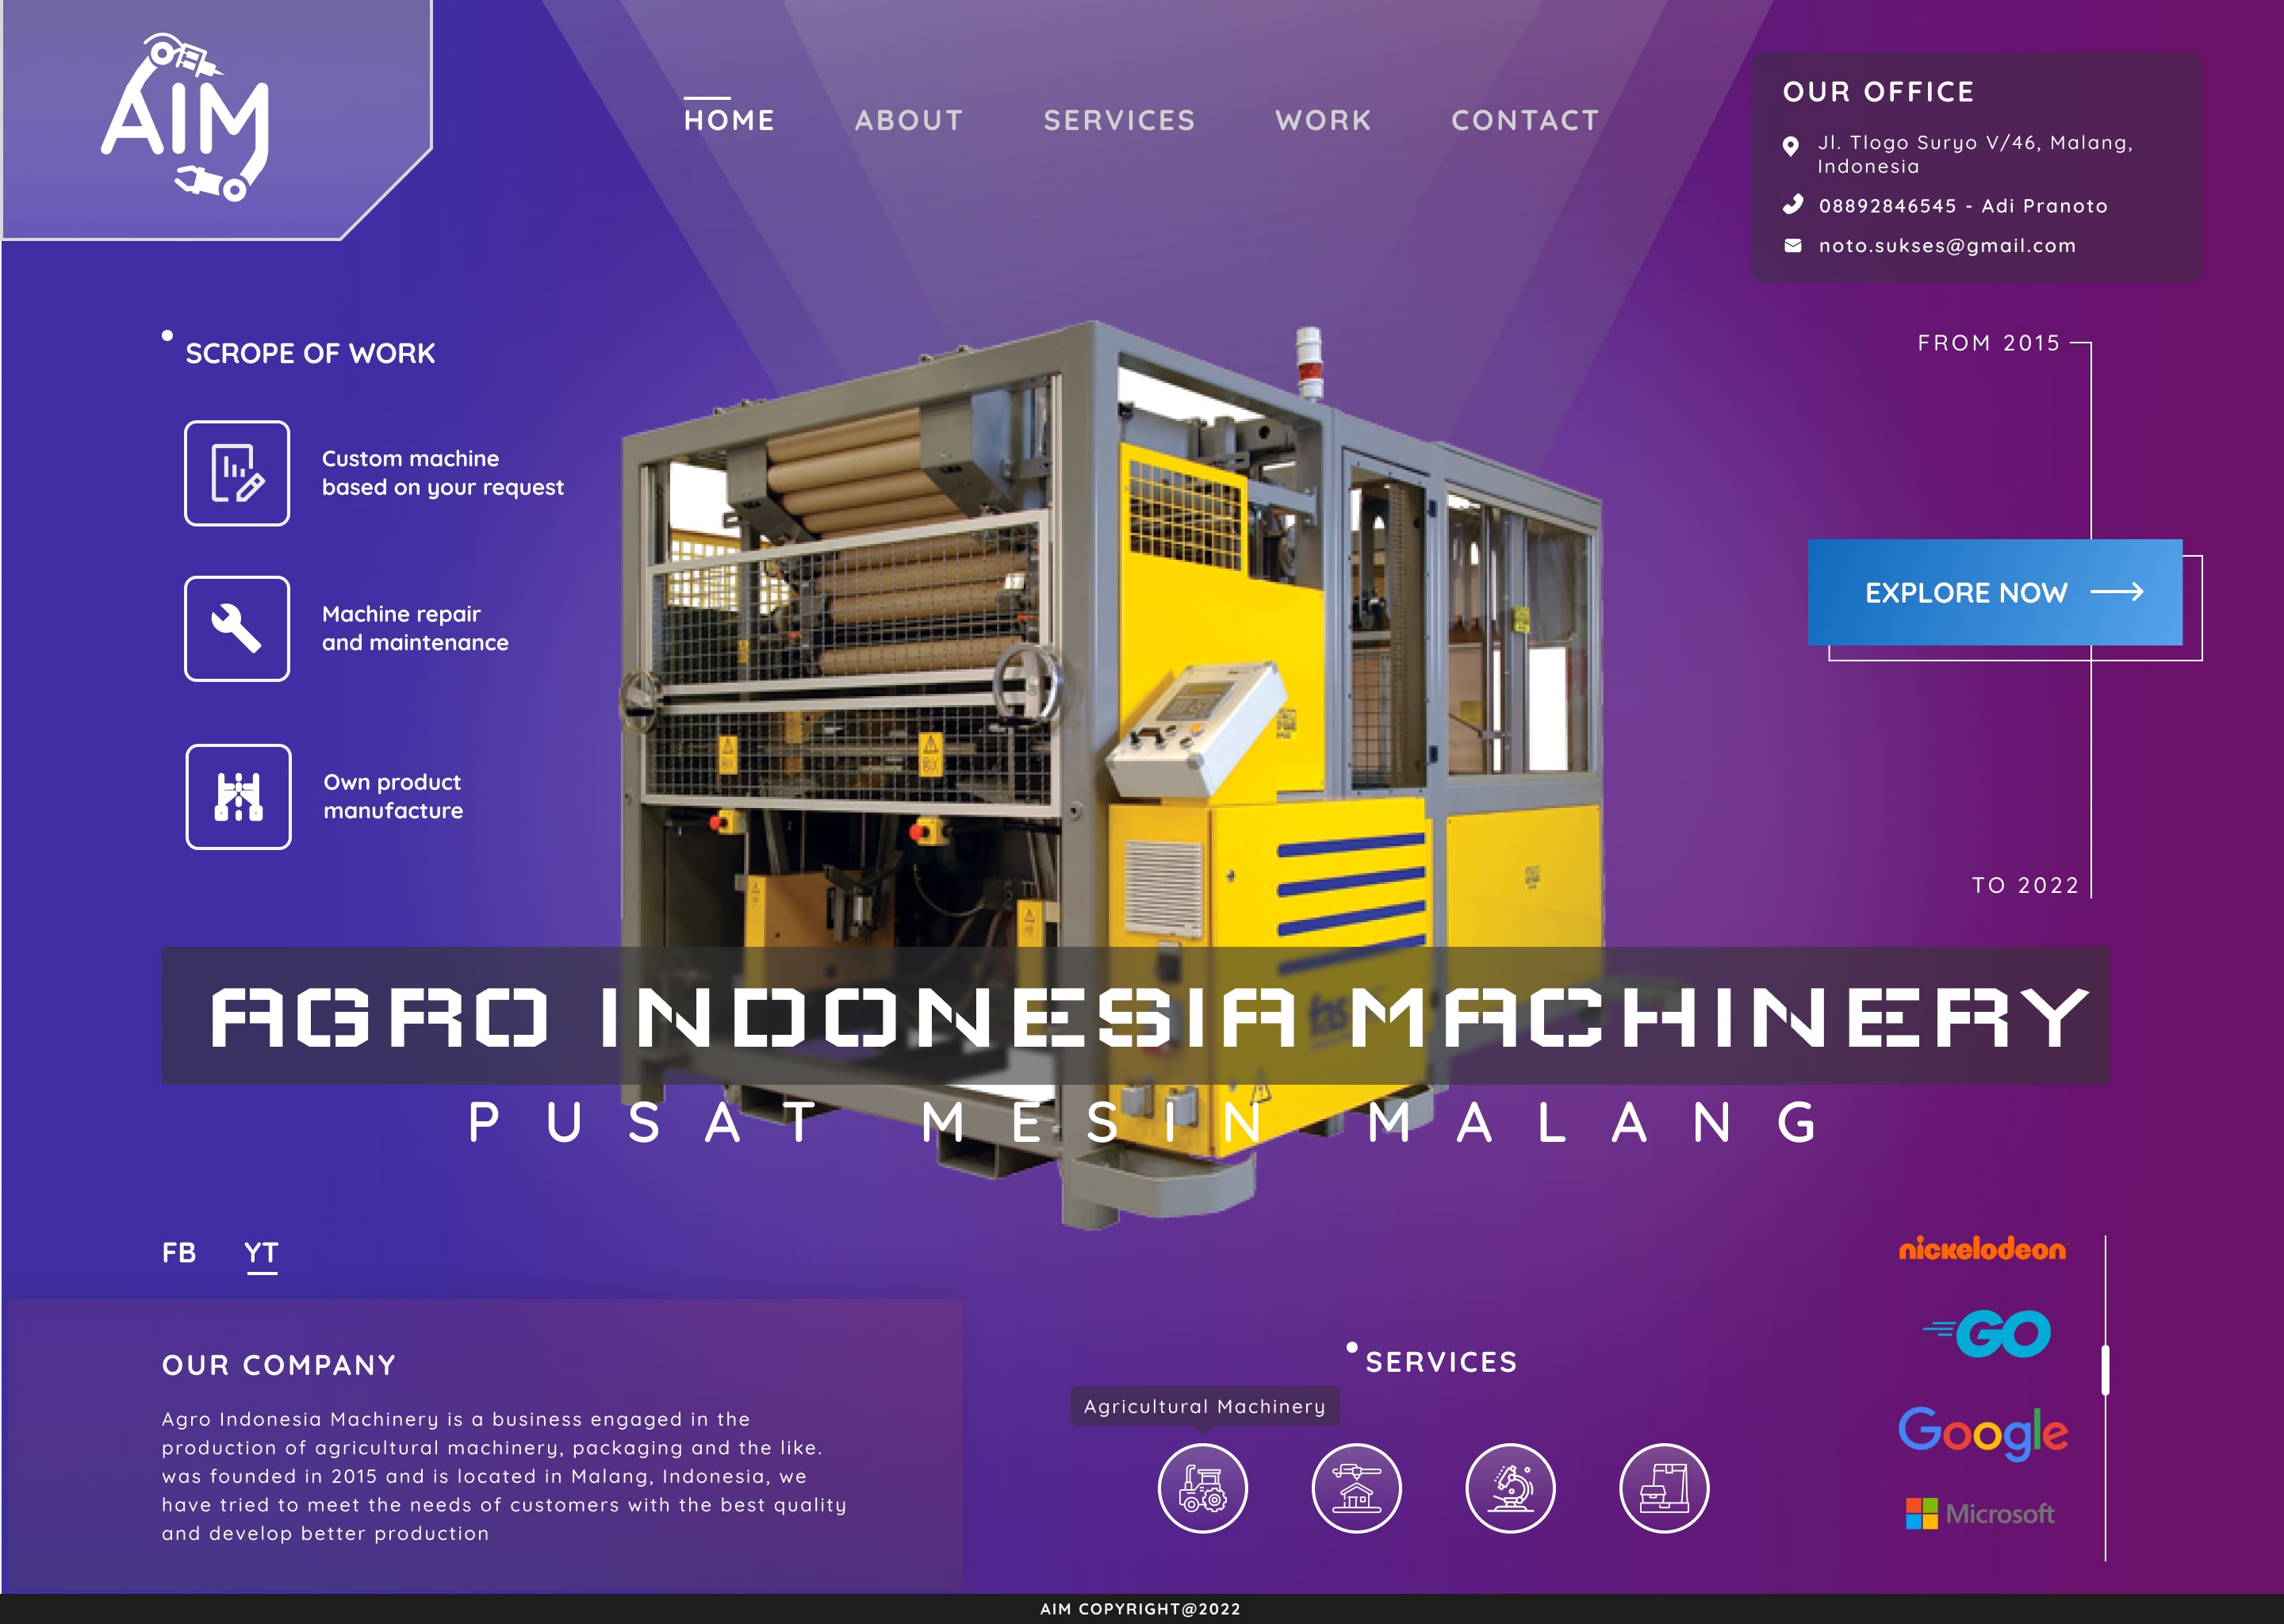 AIM
HOME ABOUT SERVICES WORK CONTACT
OUR OFFICE
Jl. Tlogo Suryo V/46, Malang,
Indonesia
08892846545 - Adi Pranoto
noto.sukses@gmail.com
SCROPE OF WORK
Custom machine
based on your request
Machine repair
and maintenance
Own product
manufacture
FROM 2015
EXPLORE NOW
TO 2022
AGRO INDONESIA MACHINERY
fas
PUSAT MESIN MALANG
FB YT
OUR COMPANY
Agro Indonesia Machinery is a business engaged in the
production of agricultural machinery, packaging and the like.
was founded in 2015 and is located in Malang, Indonesia, we
have tried to meet the needs of customers with the best quality
and develop better production
SERVICES
Agricultural Machinery
nickelodeon
GO
Google
Microsoft
AIM COPYRIGHT@2022